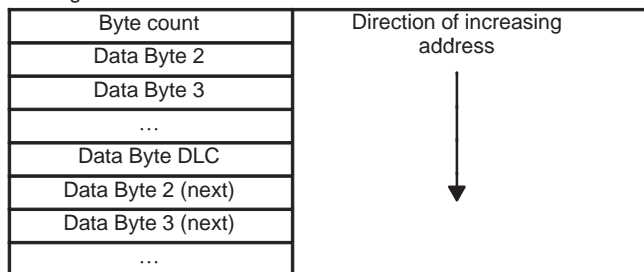 Byte count
Data Byte 2
Data Byte 3
…
Data Byte DLC
Data Byte 2 (next)
Data Byte 3 (next)
…
Direction of increasing
address